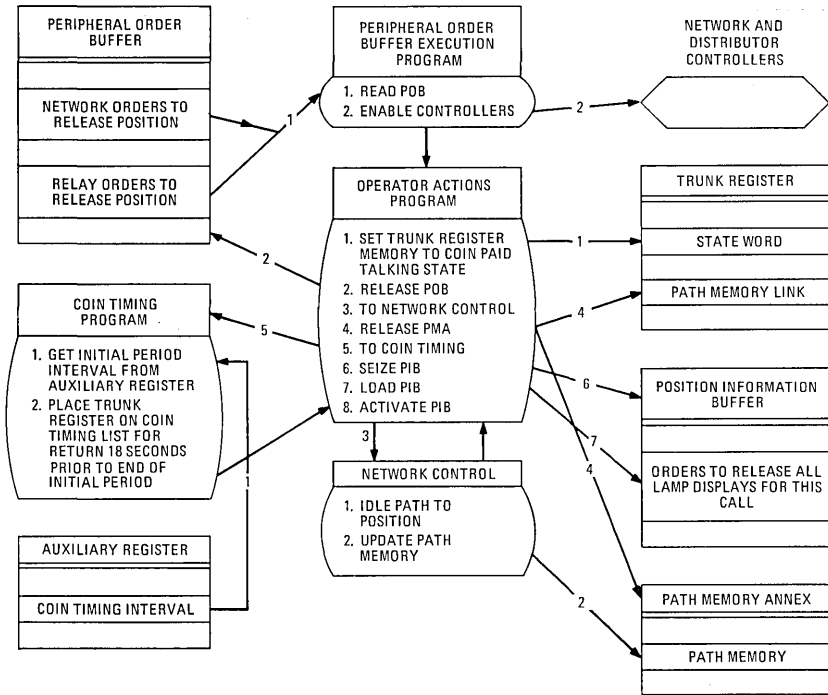 PERIPHERAL ORDER
BUFFER
NETWORK ORDERS TO
RELEASE POSITION
RELAY ORDERS TO
RELEASE POSITION
1
PERIPHERAL ORDER
BUFFER EXECUTION
PROGRAM
1. READ POB
2. ENABLE CONTROLLERS
2
NETWORK AND
DISTRIBUTOR
CONTROLLERS
OPERATOR ACTIONS
PROGRAM
1. SET TRUNK REGISTER
MEMORY TO COIN PAID
TALKING STATE
2. RELEASE POB
3. TO NETWORK CONTROL
4. RELEASE PMA
5. TO COIN TIMING
6. SEIZE PIB
7. LOAD PIB
8. ACTIVATE PIB
2
5
1
4
6
7
4
3
TRUNK REGISTER
STATE WORD
PATH MEMORY LINK
COIN TIMING
PROGRAM
1. GET INITIAL PERIOD
INTERVAL FROM
AUXILIARY REGISTER
2. PLACE TRUNK
REGISTER ON COIN
TIMING LIST FOR
RETURN 18 SECONDS
PRIOR TO END OF
INITIAL PERIOD
1
POSITION INFORMATION
BUFFER
ORDERS TO RELEASE ALL
LAMP DISPLAYS FOR THIS
CALL
NETWORK CONTROL
1. IDLE PATH TO
POSITION
2. UPDATE PATH
MEMORY
2
AUXILIARY REGISTER
COIN TIMING INTERVAL
PATH MEMORY ANNEX
PATH MEMORY